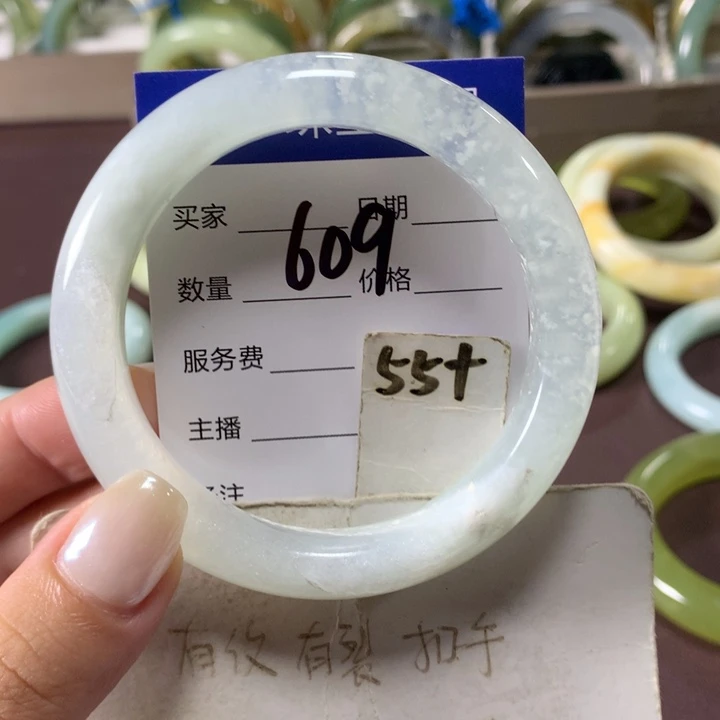 买家 日期
609
数量 价格
服务费
55+
主播
有纹 有裂 扣手